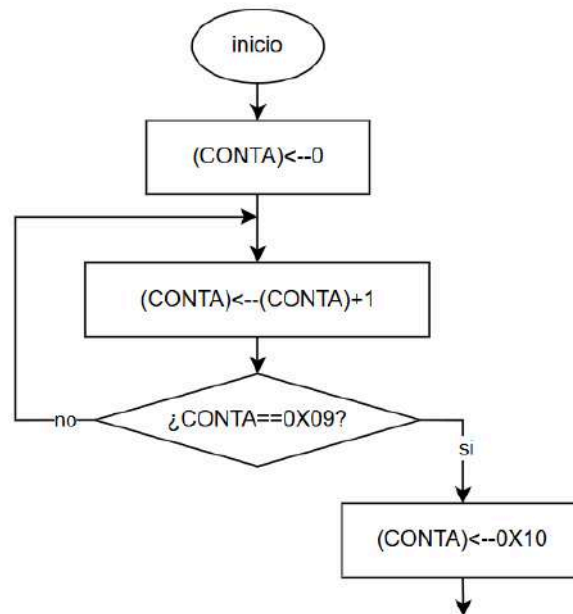 inicio
(CONTA)<--0
(CONTA)<--(CONTA)+1
¿CONTA==0X09?
no
si
(CONTA)<--0X10